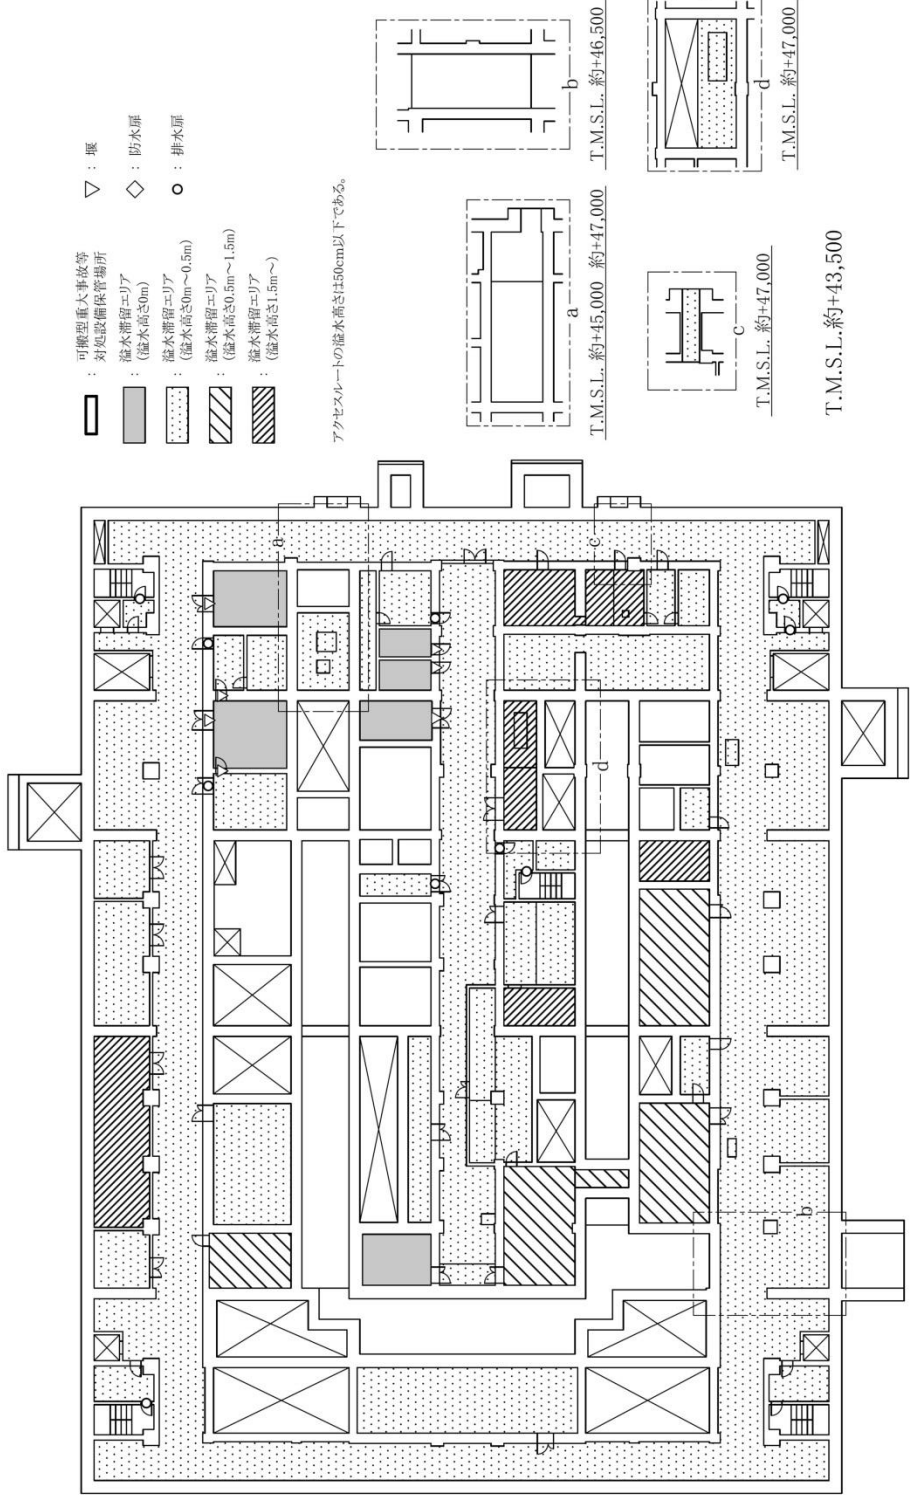 : 可搬型重大事故等
対処設備保管場所
: 溢水滞留エリア
(溢水高さ0m)
: 溢水滞留エリア
(溢水高さ0m～0.5m)
: 溢水滞留エリア
(溢水高さ0.5m～1.5m)
: 溢水滞留エリア
(溢水高さ1.5m～)
: 堰
: 防水扉
: 排水扉
アクセスルートの溢水高さは50cm以下である。
a
T.M.S.L. 約+45,000 約+47,000
b
T.M.S.L. 約+46,500
c
T.M.S.L. 約+47,000
d
T.M.S.L. 約+47,000
T.M.S.L.約+43,500
a
c
d
b